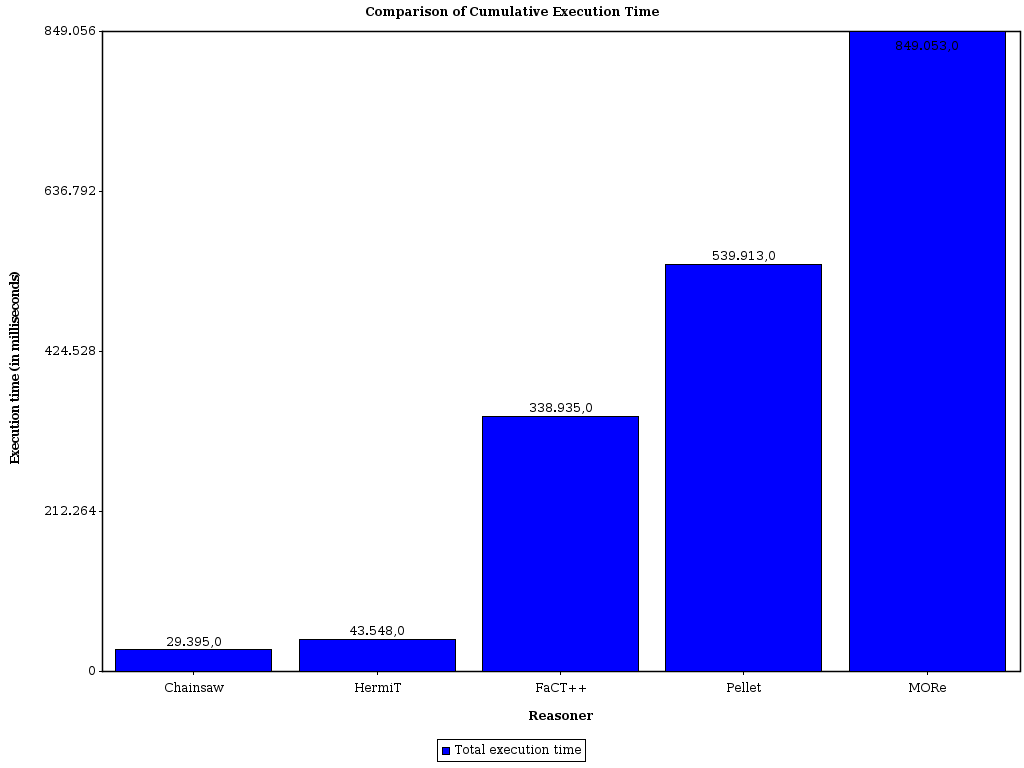 Comparison of Cumulative Execution Time
849.056
636.792
424.528
212.264
0
Execution time (in milliseconds)
29.395,0
43.548,0
338.935,0
539.913,0
849.053,0
Chainsaw
HermiT
FaCT++
Pellet
MORe
Reasoner
Total execution time